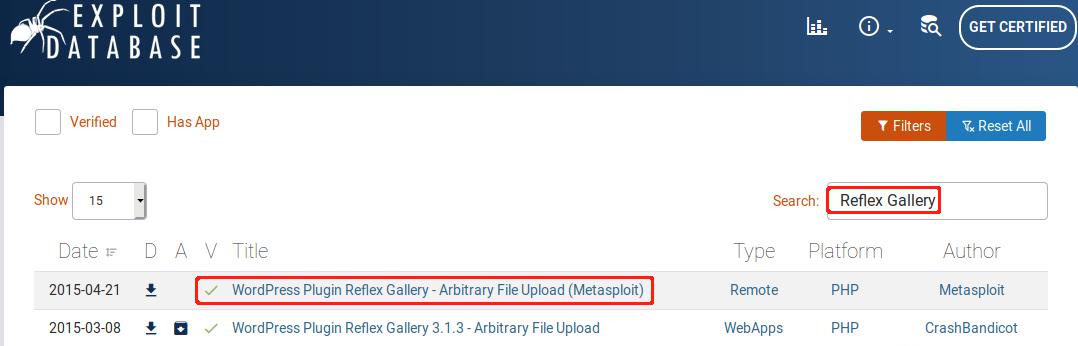 EXPLOIT
DATABASE
GET CERTIFIED
Verified
Has App
Filters
Reset All
Show
15
Search:
Reflex Gallery
Date D A V Title Type Platform Author
2015-04-21 WordPress Plugin Reflex Gallery - Arbitrary File Upload (Metasploit) Remote PHP Metasploit
2015-03-08 WordPress Plugin Reflex Gallery 3.1.3 - Arbitrary File Upload WebApps PHP CrashBandicot